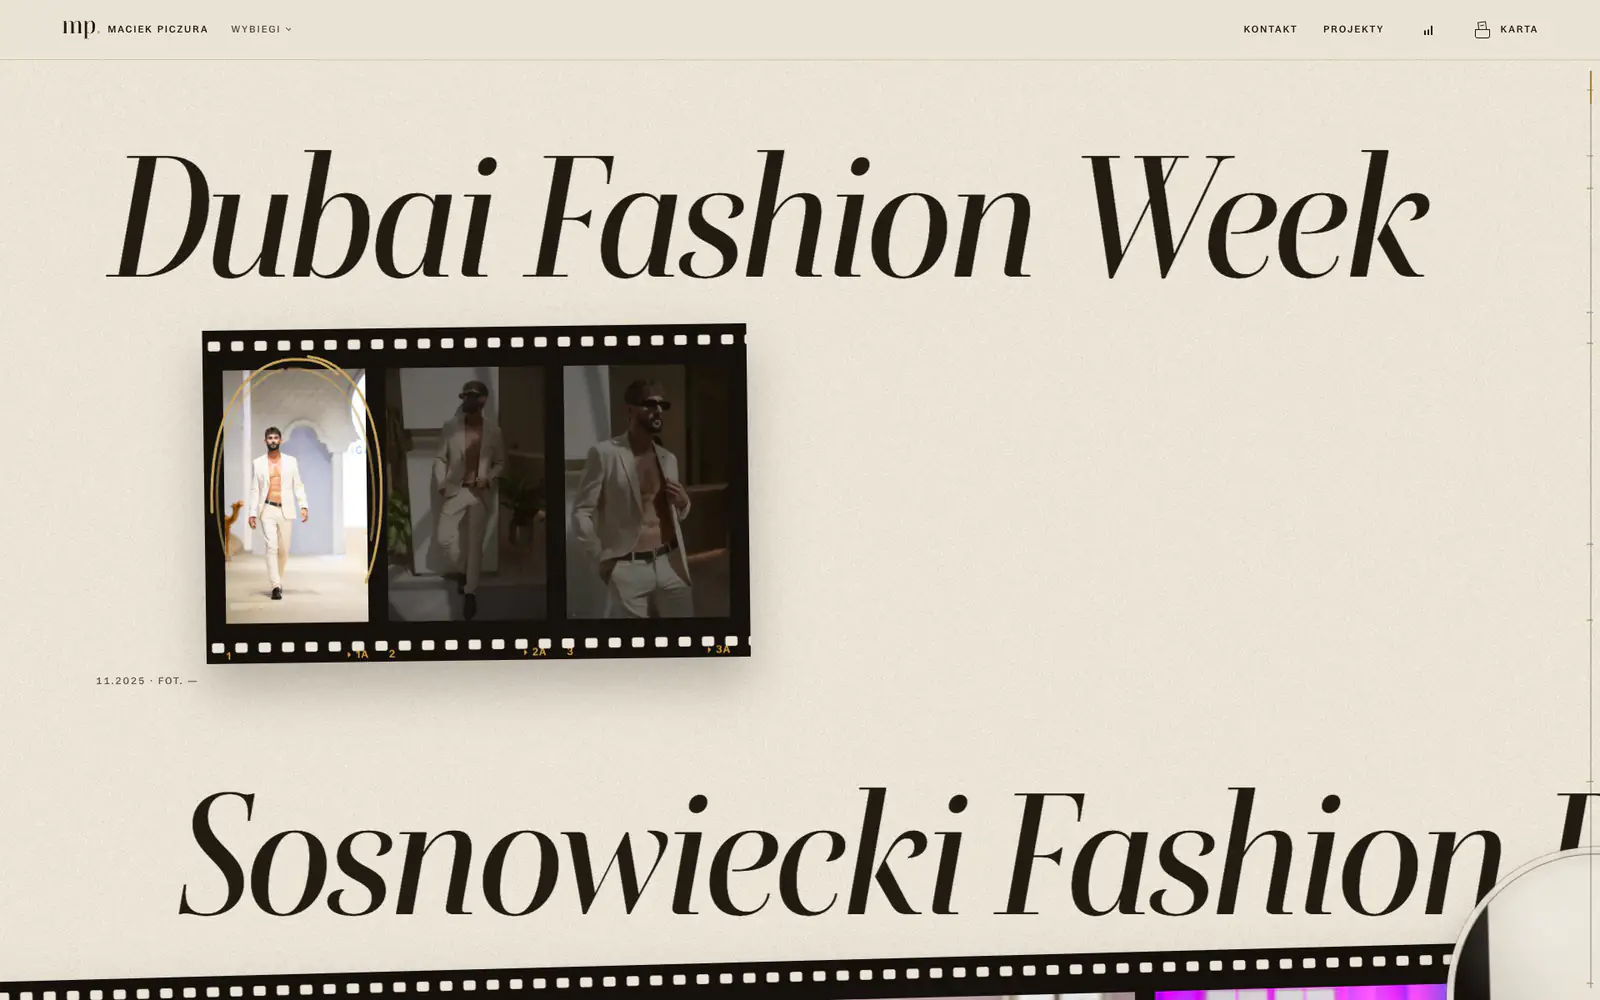 mp. MACIEK PICZURA WYBIEGI KONTAKT PROJEKTY KARTA
Dubai Fashion Week
1 1A 2 2A 3 3A
11.2025 · FOT. —
Sosnowiecki Fashion